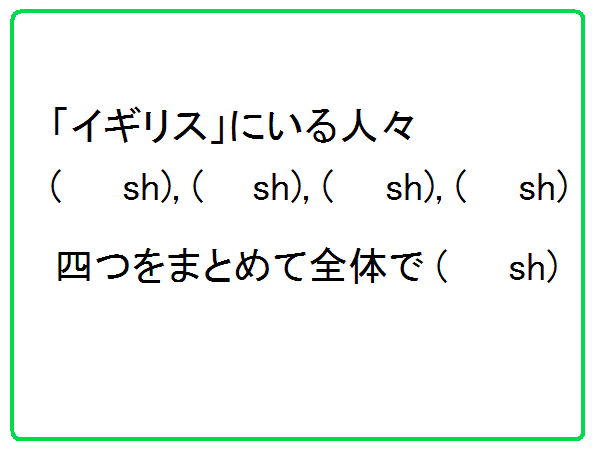 「イギリス」にいる人々
(　　sh), (　 sh), (　 sh), (　 sh)
四つをまとめて全体で (　 sh)